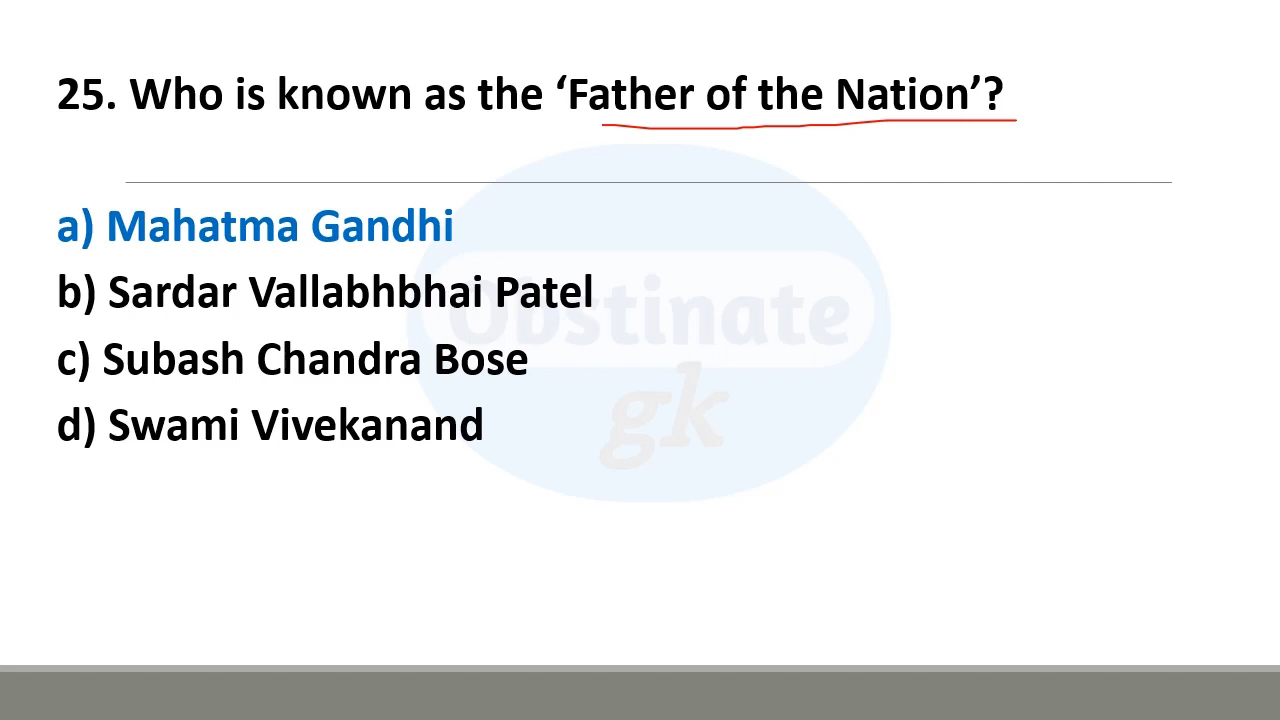 25. Who is known as the ‘Father of the Nation’?
a) Mahatma Gandhi
b) Sardar Vallabhbhai Patel
Obstinate
c) Subash Chandra Bose
gk
d) Swami Vivekanand